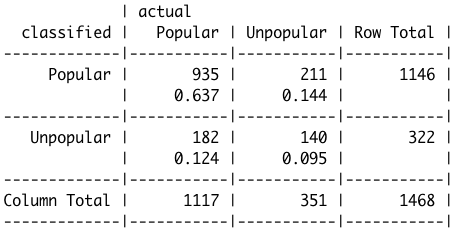 | actual
  classified |   Popular | Unpopular | Row Total |
-------------|-----------|-----------|-----------|
     Popular |       935 |       211 |      1146 |
             |     0.637 |     0.144 |           |
-------------|-----------|-----------|-----------|
   Unpopular |       182 |       140 |       322 |
             |     0.124 |     0.095 |           |
-------------|-----------|-----------|-----------|
Column Total |      1117 |       351 |      1468 |
-------------|-----------|-----------|-----------|